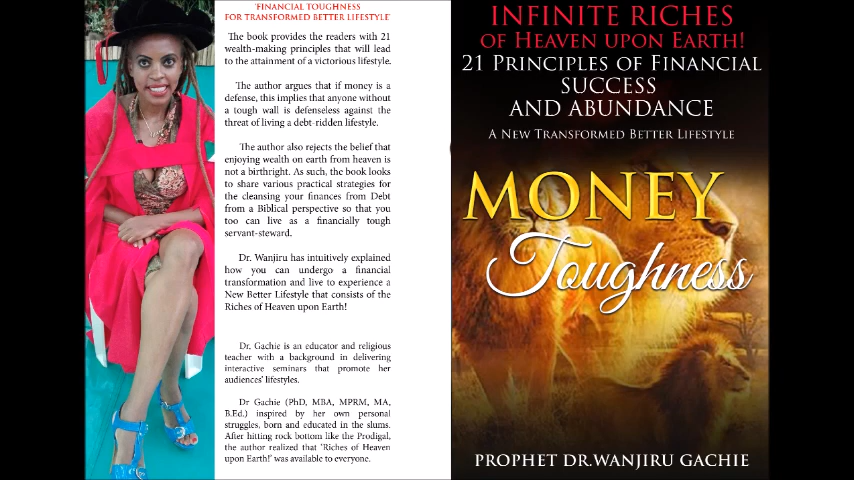 'FINANCIAL TOUGHNESS
FOR TRANSFORMED BETTER LIFESTYLE'
The book provides the readers with 21
wealth-making principles that will lead
to the attainment of a victorious lifestyle.
The author argues that if money is a
defense, this implies that anyone without
a tough wall is defenseless against the
threat of living a debt-ridden lifestyle.
The author also rejects the belief that
enjoying wealth on earth from heaven is
not a birthright. As such, the book looks
to share various practical strategies for
the cleansing your finances from Debt
from a Biblical perspective so that you
too can live as a financially tough
servant-steward.
Dr. Wanjiru has intuitively explained
how you can undergo a financial
transformation and live to experience a
New Better Lifestyle that consists of the
Riches of Heaven upon Earth!
Dr. Gachie is an educator and religious
teacher with a background in delivering
interactive seminars that promote her
audiences' lifestyles.
Dr Gachie (PhD, MBA, MPRM, MA,
B.Ed.) inspired by her own personal
struggles, born and educated in the slums.
After hitting rock bottom like the Prodigal,
the author realized that 'Riches of Heaven
upon Earth!' was available to everyone.
INFINITE RICHES
OF HEAVEN UPON EARTH!
21 PRINCIPLES OF FINANCIAL
SUCCESS
AND ABUNDANCE
A NEW TRANSFORMED BETTER LIFESTYLE
MONEY
Toughness
PROPHET DR.WANJIRU GACHIE